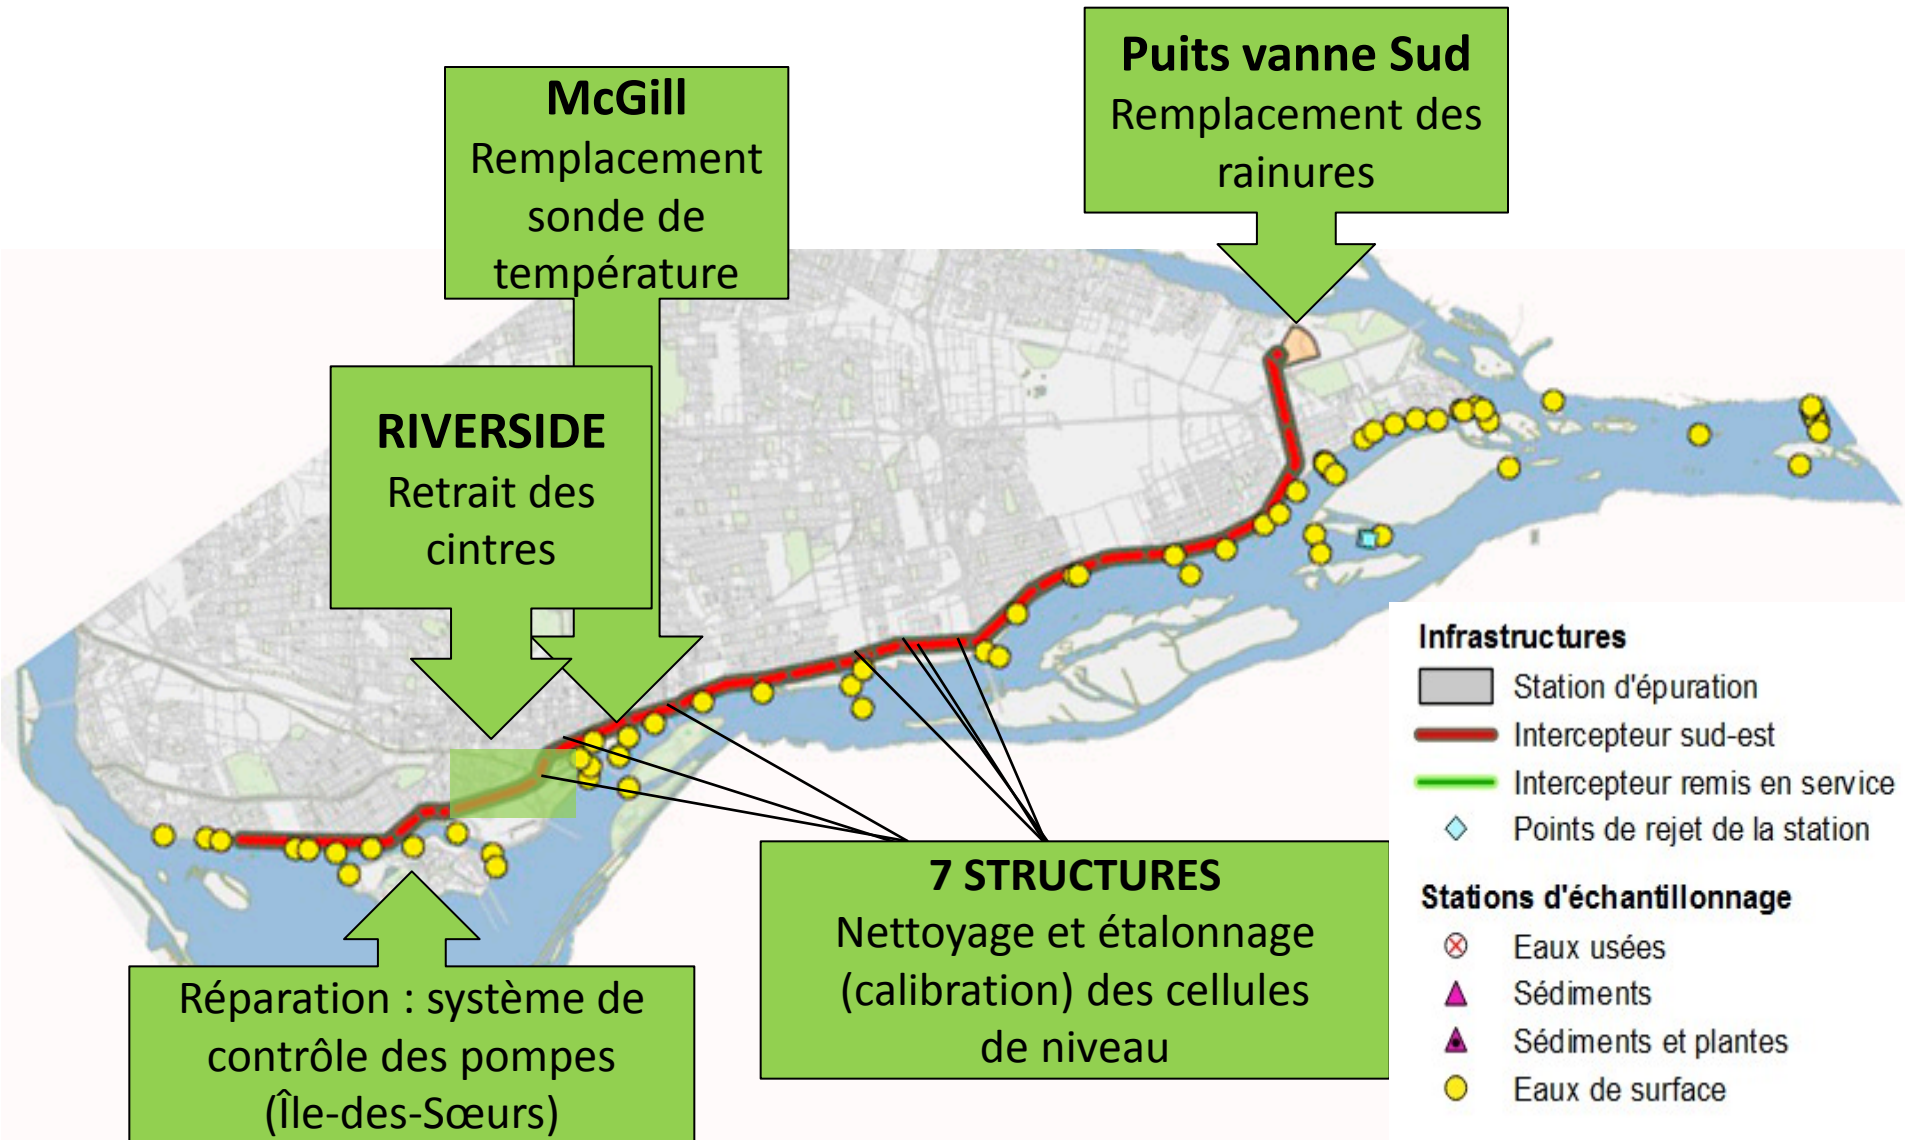 Puits vanne Sud
Remplacement des
rainures
McGill
Remplacement
sonde de
température
RIVERSIDE
Retrait des
cintres
7 STRUCTURES
Nettoyage et étalonnage
(calibration) des cellules
de niveau
Réparation : système de
contrôle des pompes
(Île-des-Sœurs)
Infrastructures
Station d'épuration
Intercepteur sud-est
Intercepteur remis en service
Points de rejet de la station
Stations d'échantillonnage
Eaux usées
Sédiments
Sédiments et plantes
Eaux de surface